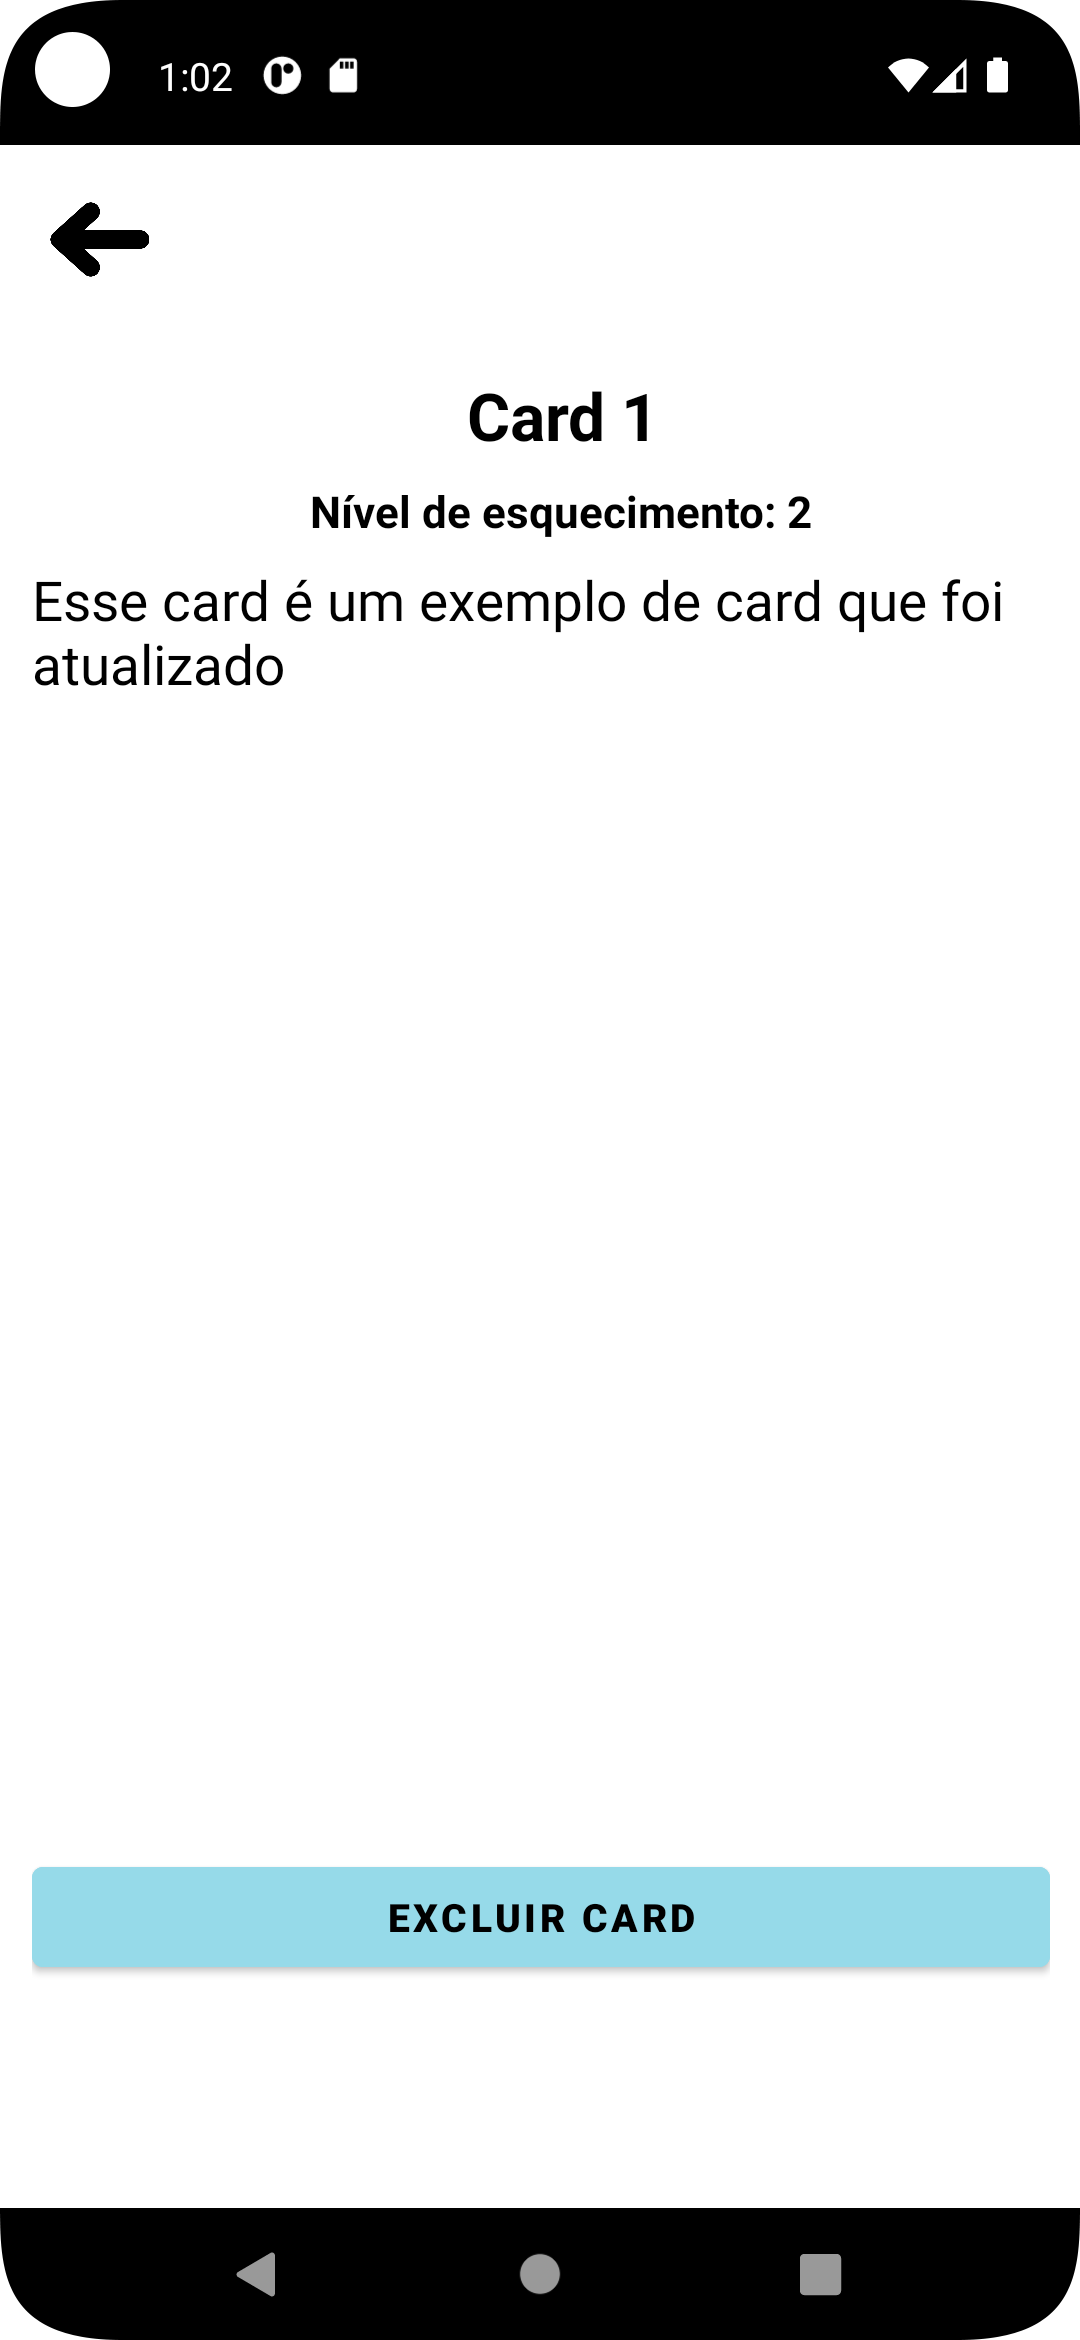 1:02
Card 1
Nível de esquecimento: 2
Esse card é um exemplo de card que foi
atualizado
EXCLUIR CARD